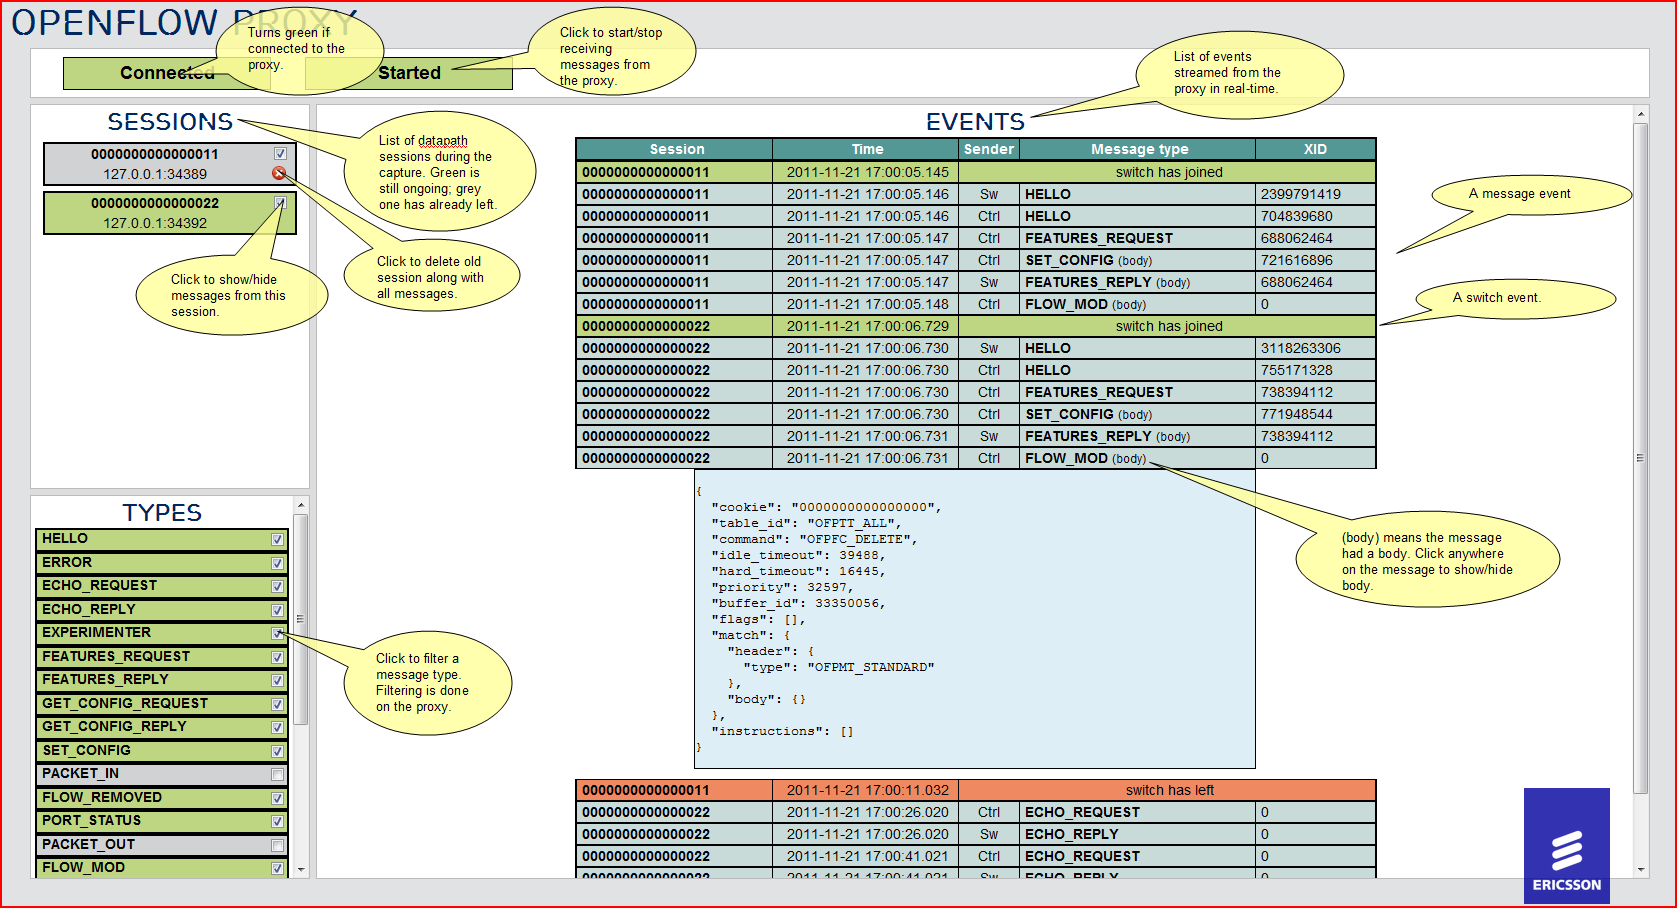 OPENFLOW PROXY
Turns green if
connected to the
proxy.
Click to start/stop
receiving
messages from
the proxy.
List of events
streamed from the
proxy in real-time.
Connected
Started
SESSIONS
0000000000000011
127.0.0.1:34389
0000000000000022
127.0.0.1:34392
List of datapath
sessions during the
capture. Green is
still ongoing; grey
one has already left.
Click to delete old
session along with
all messages.
Click to show/hide
messages from this
session.
TYPES
HELLO
ERROR
ECHO_REQUEST
ECHO_REPLY
EXPERIMENTER
FEATURES_REQUEST
FEATURES_REPLY
GET_CONFIG_REQUEST
GET_CONFIG_REPLY
SET_CONFIG
PACKET_IN
FLOW_REMOVED
PORT_STATUS
PACKET_OUT
FLOW_MOD
Click to filter a
message type.
Filtering is done
on the proxy.
EVENTS
Session Time Sender Message type XID
0000000000000011 2011-11-21 17:00:05.145 switch has joined
0000000000000011 2011-11-21 17:00:05.146 Sw HELLO 2399791419
0000000000000011 2011-11-21 17:00:05.146 Ctrl HELLO 704839680
0000000000000011 2011-11-21 17:00:05.147 Ctrl FEATURES_REQUEST 688062464
0000000000000011 2011-11-21 17:00:05.147 Ctrl SET_CONFIG (body) 721616896
0000000000000011 2011-11-21 17:00:05.147 Sw FEATURES_REPLY (body) 688062464
0000000000000011 2011-11-21 17:00:05.148 Ctrl FLOW_MOD (body) 0
0000000000000022 2011-11-21 17:00:06.729 switch has joined
0000000000000022 2011-11-21 17:00:06.730 Sw HELLO 3118263306
0000000000000022 2011-11-21 17:00:06.730 Ctrl HELLO 755171328
0000000000000022 2011-11-21 17:00:06.730 Ctrl FEATURES_REQUEST 738394112
0000000000000022 2011-11-21 17:00:06.730 Ctrl SET_CONFIG (body) 771948544
0000000000000022 2011-11-21 17:00:06.731 Sw FEATURES_REPLY (body) 738394112
0000000000000022 2011-11-21 17:00:06.731 Ctrl FLOW_MOD (body) 0
{
"cookie": "0000000000000000",
"table_id": "OFPTT_ALL",
"command": "OFPFC_DELETE",
"idle_timeout": 39488,
"hard_timeout": 16445,
"priority": 32597,
"buffer_id": 33350056,
"flags": [],
"match": {
"header": {
"type": "OFPMT_STANDARD"
},
"body": {}
},
"instructions": []
}
0000000000000011 2011-11-21 17:00:11.032 switch has left
0000000000000022 2011-11-21 17:00:26.020 Ctrl ECHO_REQUEST 0
0000000000000022 2011-11-21 17:00:26.020 Sw ECHO_REPLY 0
0000000000000022 2011-11-21 17:00:41.021 Ctrl ECHO_REQUEST 0
0000000000000022 2011-11-21 17:00:41.021 Sw ECHO_REPLY 0
A message event
A switch event.
(body) means the message
had a body. Click anywhere
on the message to show/hide
body.
ERICSSON